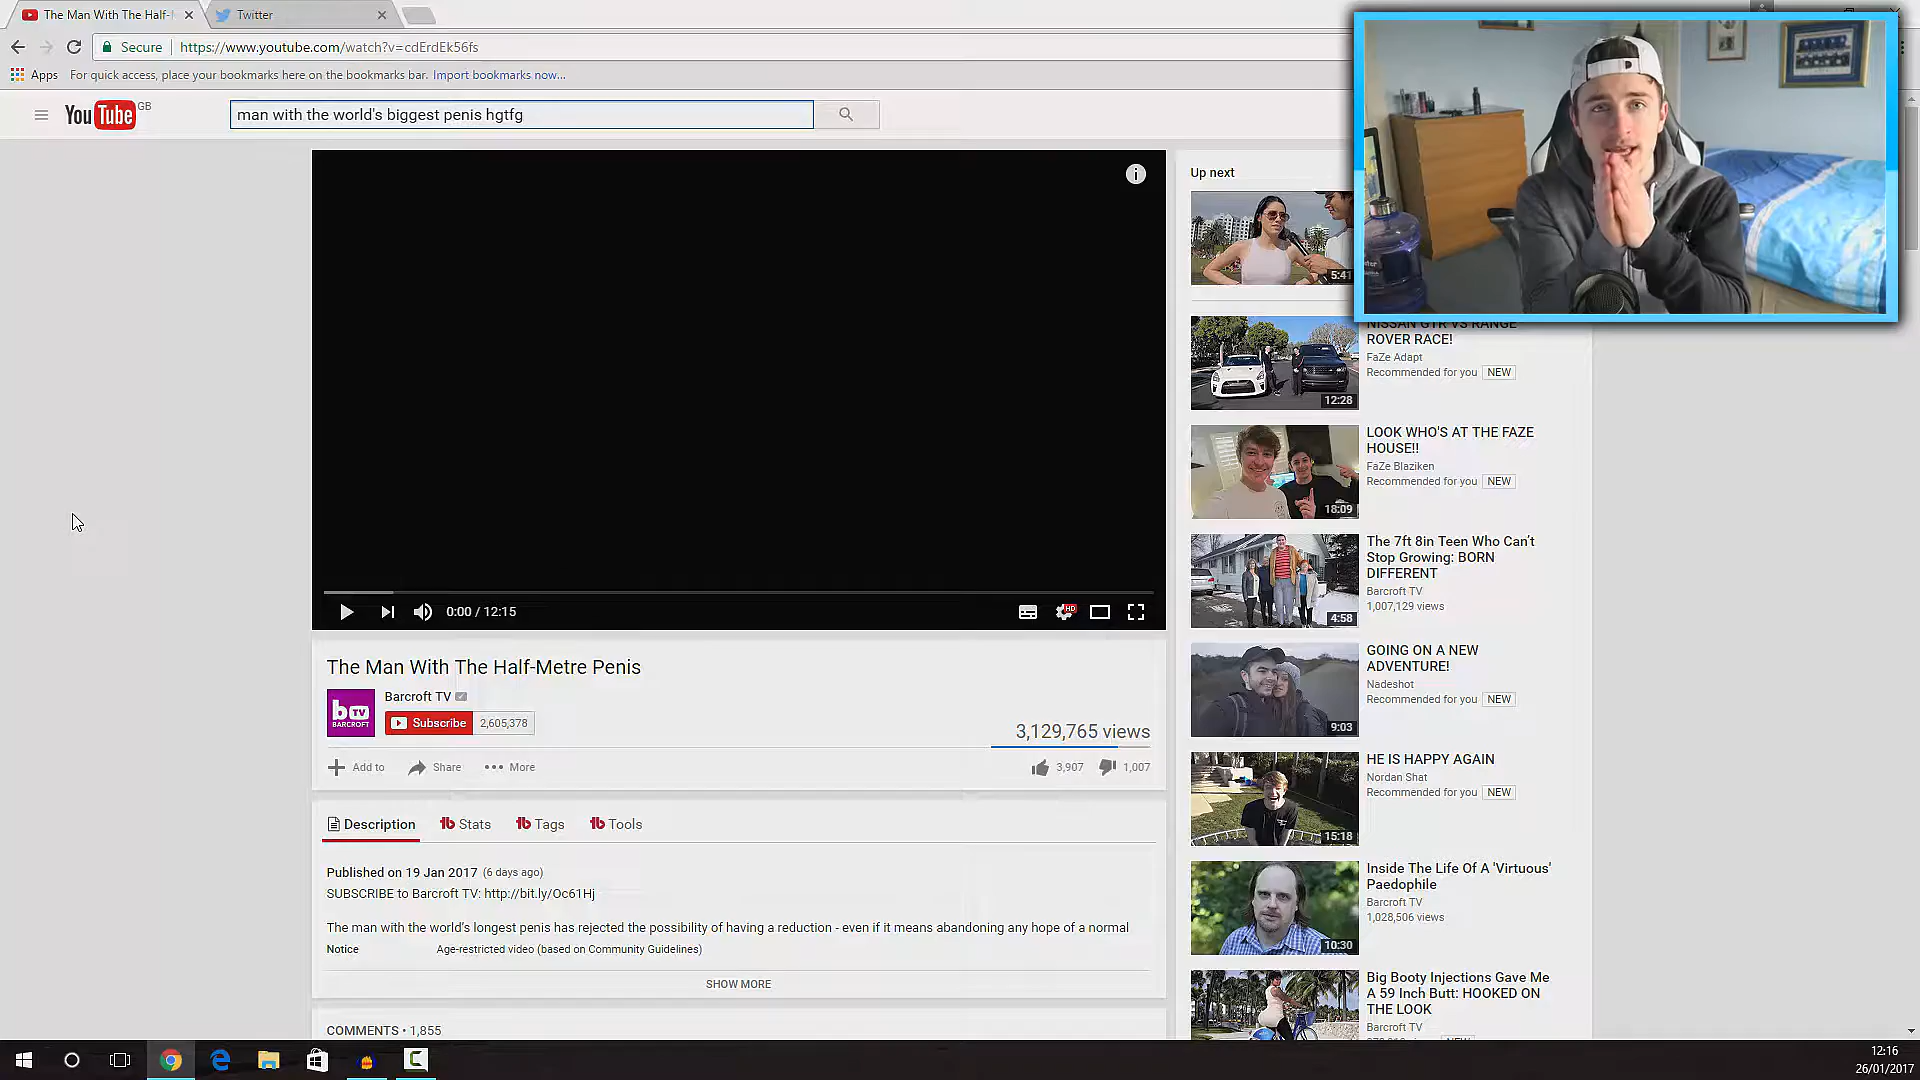 The Man With The Half-
Twitter
Secure
https://www.youtube.com/watch?v=cdErdEk56fs
Apps
For quick access, place your bookmarks here on the bookmarks bar. Import bookmarks now...
YouTube GB
man with the world's biggest penis hgtfg
Up next
5:41
NISSAN GTR VS RANGE
ROVER RACE!
FaZe Adapt
Recommended for you NEW
12:28
LOOK WHO'S AT THE FAZE
HOUSE!!
FaZe Blaziken
Recommended for you NEW
18:09
The 7ft 8in Teen Who Can't
Stop Growing: BORN
DIFFERENT
Barcroft TV
1,007,129 views
4:58
0:00 / 12:15
HD
The Man With The Half-Metre Penis
bTV
BARCROFT
Barcroft TV
Subscribe 2,605,378
3,129,765 views
Add to Share More
3,907 1,007
GOING ON A NEW
ADVENTURE!
Nadeshot
Recommended for you NEW
9:03
HE IS HAPPY AGAIN
Nordan Shat
Recommended for you NEW
15:18
Description tb Stats tb Tags tb Tools
Published on 19 Jan 2017 (6 days ago)
SUBSCRIBE to Barcroft TV: http://bit.ly/Oc61Hj
The man with the world's longest penis has rejected the possibility of having a reduction - even if it means abandoning any hope of a normal
Notice Age-restricted video (based on Community Guidelines)
SHOW MORE
COMMENTS • 1,855
Inside The Life Of A 'Virtuous'
Paedophile
Barcroft TV
1,028,506 views
10:30
Big Booty Injections Gave Me
A 59 Inch Butt: HOOKED ON
THE LOOK
Barcroft TV
12:16
26/01/2017